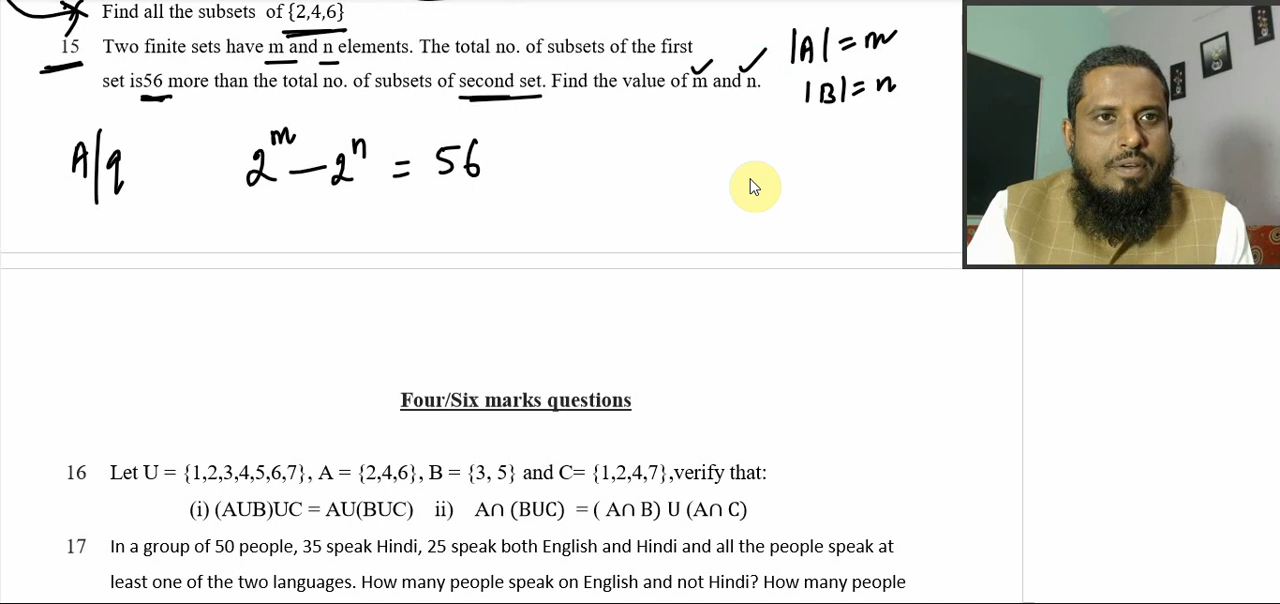 Find all the subsets of {2,4,6}
15 Two finite sets have m and n elements. The total no. of subsets of the first
set is56 more than the total no. of subsets of second set. Find the value of m and n.
|A| = m
|B| = n
A/q 2^m - 2^n = 56
Four/Six marks questions
16 Let U = {1,2,3,4,5,6,7}, A = {2,4,6}, B = {3, 5} and C= {1,2,4,7},verify that:
(i) (AUB)UC = AU(BUC) ii) A∩ (BUC) = ( A∩ B) U (A∩ C)
17 In a group of 50 people, 35 speak Hindi, 25 speak both English and Hindi and all the people speak at
least one of the two languages. How many people speak on English and not Hindi? How many people